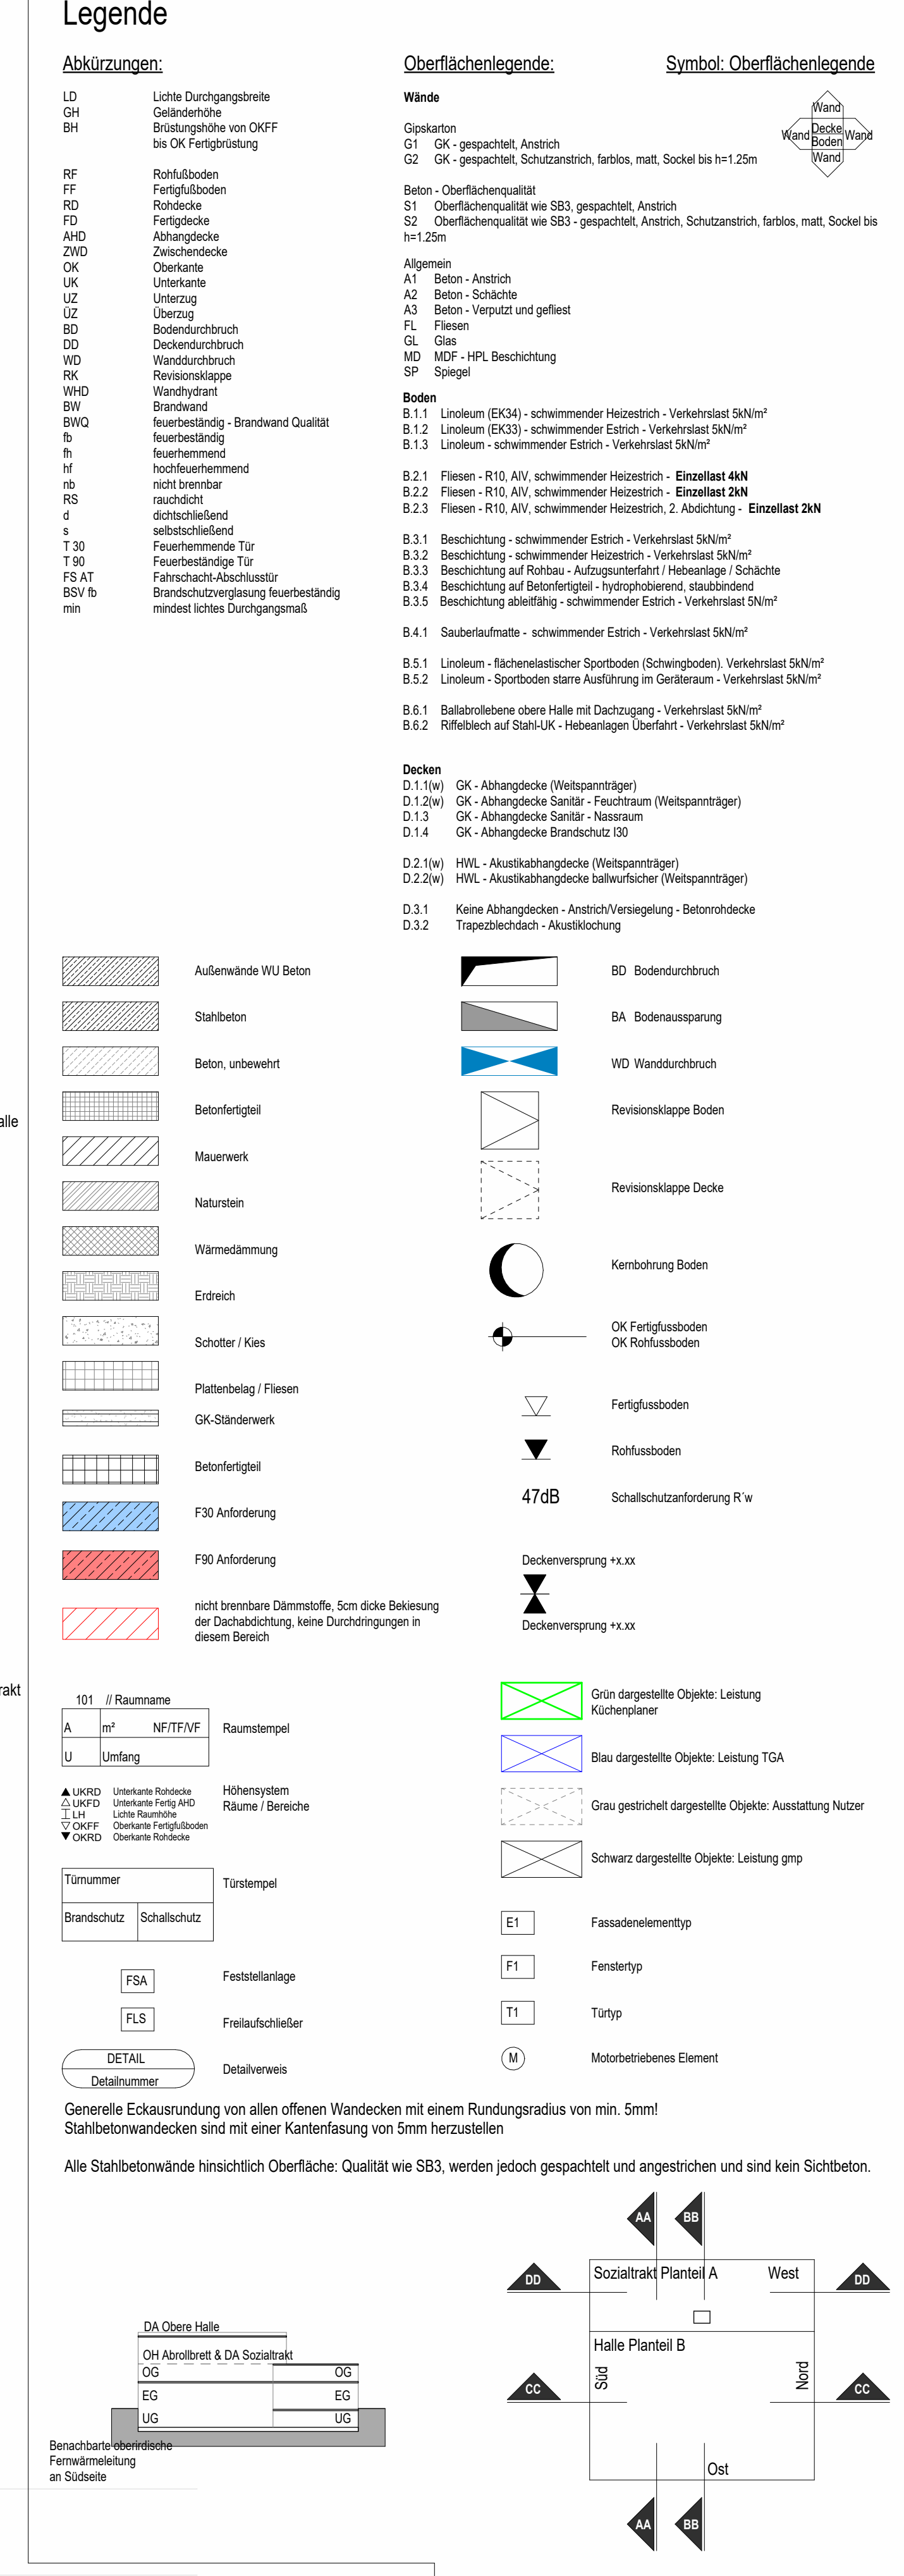 Legende
Abkürzungen:
LD Lichte Durchgangsbreite
GH Geländerhöhe
BH Brüstungshöhe von OKFF
bis OK Fertigbrüstung
RF Rohfußboden
FF Fertigfußboden
RD Rohdecke
FD Fertigdecke
AHD Abhangdecke
ZWD Zwischendecke
OK Oberkante
UK Unterkante
UZ Unterzug
ÜZ Überzug
BD Bodendurchbruch
DD Deckendurchbruch
WD Wanddurchbruch
RK Revisionsklappe
WHD Wandhydrant
BW Brandwand
BWQ feuerbeständig - Brandwand Qualität
fb feuerbeständig
fh feuerhemmend
hf hochfeuerhemmend
nb nicht brennbar
RS rauchdicht
d dichtschließend
s selbstschließend
T 30 Feuerhemmende Tür
T 90 Feuerbeständige Tür
FS AT Fahrschacht-Abschlusstür
BSV fb Brandschutzverglasung feuerbeständig
min mindest lichtes Durchgangsmaß
Oberflächenlegende:
Wände
Gipskarton
G1 GK - gespachtelt, Anstrich
G2 GK - gespachtelt, Schutzanstrich, farblos, matt, Sockel bis h=1.25m
Beton - Oberflächenqualität
S1 Oberflächenqualität wie SB3, gespachtelt, Anstrich
S2 Oberflächenqualität wie SB3 - gespachtelt, Anstrich, Schutzanstrich, farblos, matt, Sockel bis
h=1.25m
Allgemein
A1 Beton - Anstrich
A2 Beton - Schächte
A3 Beton - Verputzt und gefliest
FL Fliesen
GL Glas
MD MDF - HPL Beschichtung
SP Spiegel
Symbol: Oberflächenlegende
Wand
Wand Decke Wand
Boden
Wand
Boden
B.1.1 Linoleum (EK34) - schwimmender Heizestrich - Verkehrslast 5kN/m²
B.1.2 Linoleum (EK33) - schwimmender Estrich - Verkehrslast 5kN/m²
B.1.3 Linoleum - schwimmender Estrich - Verkehrslast 5kN/m²
B.2.1 Fliesen - R10, AIV, schwimmender Heizestrich - Einzellast 4kN
B.2.2 Fliesen - R10, AIV, schwimmender Heizestrich - Einzellast 2kN
B.2.3 Fliesen - R10, AIV, schwimmender Heizestrich, 2. Abdichtung - Einzellast 2kN
B.3.1 Beschichtung - schwimmender Estrich - Verkehrslast 5kN/m²
B.3.2 Beschichtung - schwimmender Heizestrich - Verkehrslast 5kN/m²
B.3.3 Beschichtung auf Rohbau - Aufzugsunterfahrt / Hebeanlage / Schächte
B.3.4 Beschichtung auf Betonfertigteil - hydrophobierend, staubbindend
B.3.5 Beschichtung ableitfähig - schwimmender Estrich - Verkehrslast 5N/m²
B.4.1 Sauberlaufmatte - schwimmender Estrich - Verkehrslast 5kN/m²
B.5.1 Linoleum - flächenelastischer Sportboden (Schwingboden). Verkehrslast 5kN/m²
B.5.2 Linoleum - Sportboden starre Ausführung im Geräteraum - Verkehrslast 5kN/m²
B.6.1 Ballabrollebene obere Halle mit Dachzugang - Verkehrslast 5kN/m²
B.6.2 Riffelblech auf Stahl-UK - Hebeanlagen Überfahrt - Verkehrslast 5kN/m²
Decken
D.1.1(w) GK - Abhangdecke (Weitspannträger)
D.1.2(w) GK - Abhangdecke Sanitär - Feuchtraum (Weitspannträger)
D.1.3 GK - Abhangdecke Sanitär - Nassraum
D.1.4 GK - Abhangdecke Brandschutz I30
D.2.1(w) HWL - Akustikabhangdecke (Weitspannträger)
D.2.2(w) HWL - Akustikabhangdecke ballwurfsicher (Weitspannträger)
D.3.1 Keine Abhangdecken - Anstrich/Versiegelung - Betonrohdecke
D.3.2 Trapezblechdach - Akustiklochung
Außenwände WU Beton
Stahlbeton
Beton, unbewehrt
Betonfertigteil
alle
Mauerwerk
Naturstein
Wärmedämmung
Erdreich
Schotter / Kies
Plattenbelag / Fliesen
GK-Ständerwerk
Betonfertigteil
F30 Anforderung
F90 Anforderung
nicht brennbare Dämmstoffe, 5cm dicke Bekiesung
der Dachabdichtung, keine Durchdringungen in
diesem Bereich
BD Bodendurchbruch
BA Bodenaussparung
WD Wanddurchbruch
Revisionsklappe Boden
Revisionsklappe Decke
Kernbohrung Boden
OK Fertigfussboden
OK Rohfussboden
Fertigfussboden
Rohfussboden
47dB Schallschutzanforderung R´w
Deckenversprung +x.xx
Deckenversprung +x.xx
rakt
101 // Raumname
A m² NF/TF/VF
U Umfang
Raumstempel
UKRD Unterkante Rohdecke
UKFD Unterkante Fertig AHD
LH Lichte Raumhöhe
OKFF Oberkante Fertigfußboden
OKRD Oberkante Rohdecke
Höhensystem
Räume / Bereiche
Türnummer
Brandschutz Schallschutz
Türstempel
FSA Feststellanlage
FLS Freilaufschließer
DETAIL
Detailnummer
Detailverweis
Grün dargestellte Objekte: Leistung
Küchenplaner
Blau dargestellte Objekte: Leistung TGA
Grau gestrichelt dargestellte Objekte: Ausstattung Nutzer
Schwarz dargestellte Objekte: Leistung gmp
E1 Fassadenelementtyp
F1 Fenstertyp
T1 Türtyp
M Motorbetriebenes Element
Generelle Eckausrundung von allen offenen Wandecken mit einem Rundungsradius von min. 5mm!
Stahlbetonwandecken sind mit einer Kantenfasung von 5mm herzustellen
Alle Stahlbetonwände hinsichtlich Oberfläche: Qualität wie SB3, werden jedoch gespachtelt und angestrichen und sind kein Sichtbeton.
DA Obere Halle
OH Abrollbrett & DA Sozialtrakt
OG OG
EG EG
UG UG
Benachbarte oberirdische
Fernwärmeleitung
an Südseite
AA BB
DD Sozialtrakt Planteil A West DD
Halle Planteil B
Süd Nord
CC CC
Ost
AA BB